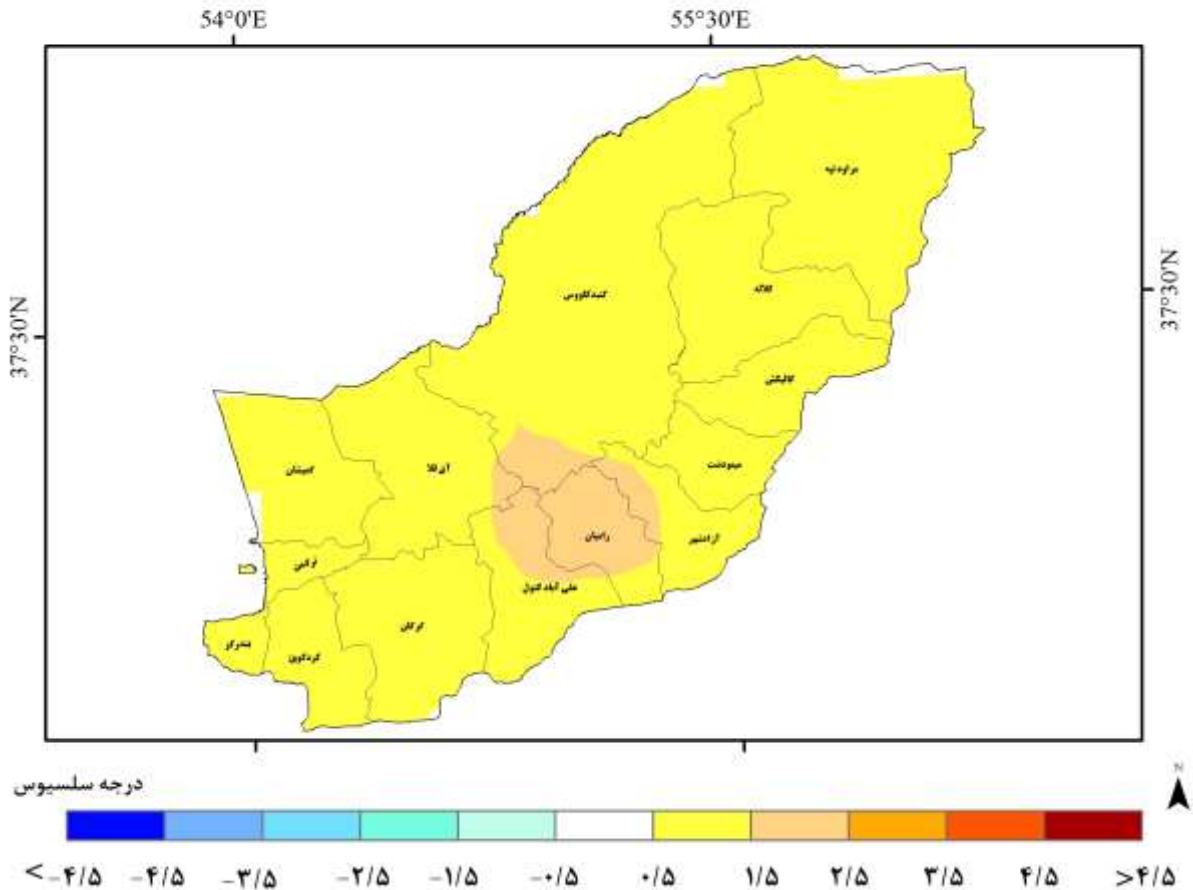 54°0'E 55°30'E
37°30'N
37°30'N
مراوه‌تپه
گنبدکاووس
کلاله
گالیکش
مینودشت
گمیشان
آق‌قلا
آزادشهر
رامیان
علی آباد کتول
ترکمن
گرگان
بندرگز
کردکوی
درجه سلسیوس
N
<-۴/۵ -۴/۵ -۳/۵ -۲/۵ -۱/۵ -۰/۵ ۰/۵ ۱/۵ ۲/۵ ۳/۵ ۴/۵ >۴/۵